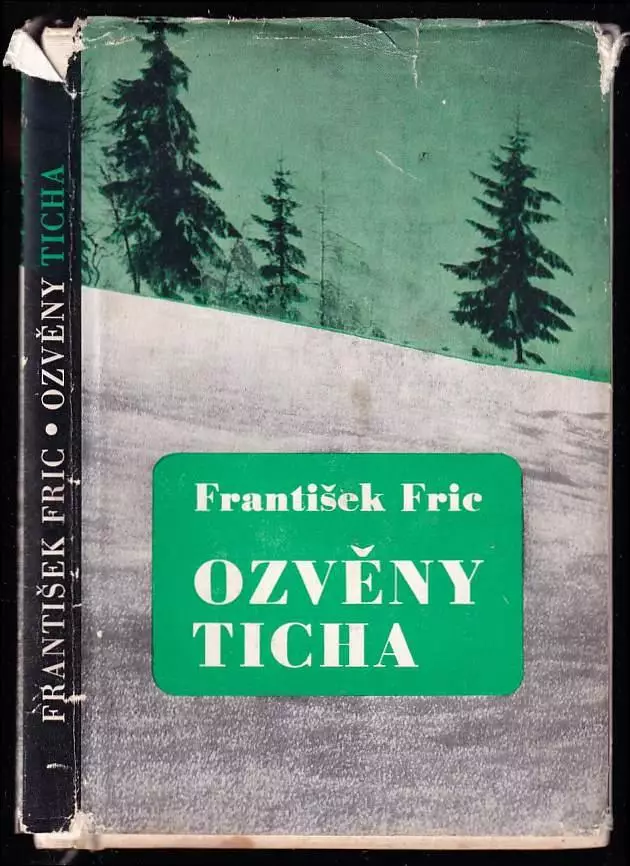 FRANTIŠEK FRIC • OZVĚNY TICHA
František Fric
OZVĚNY
TICHA